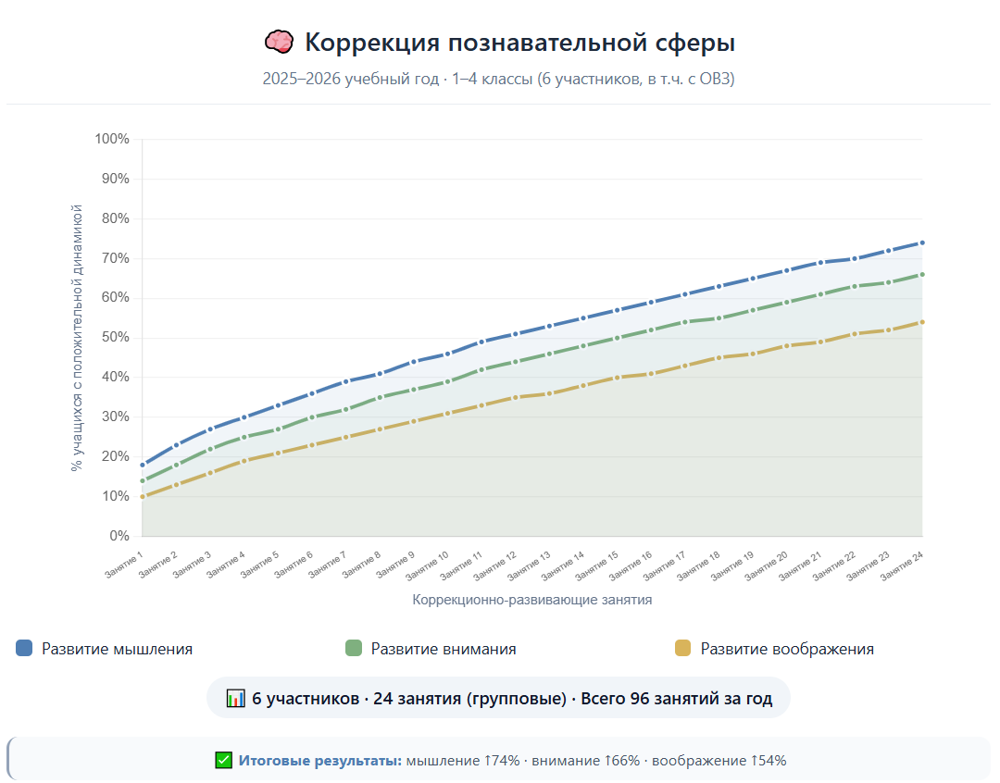 🧠 Коррекция познавательной сферы
2025–2026 учебный год · 1–4 классы (6 участников, в т.ч. с ОВЗ)
% учащихся с положительной динамикой
100%
90%
80%
70%
60%
50%
40%
30%
20%
10%
0%
Занятие 1
Занятие 2
Занятие 3
Занятие 4
Занятие 5
Занятие 6
Занятие 7
Занятие 8
Занятие 9
Занятие 10
Занятие 11
Занятие 12
Занятие 13
Занятие 14
Занятие 15
Занятие 16
Занятие 17
Занятие 18
Занятие 19
Занятие 20
Занятие 21
Занятие 22
Занятие 23
Занятие 24
Коррекционно-развивающие занятия
Развитие мышления
Развитие внимания
Развитие воображения
📊 6 участников · 24 занятия (групповые) · Всего 96 занятий за год
✅ Итоговые результаты: мышление ↑74% · внимание ↑66% · воображение ↑54%